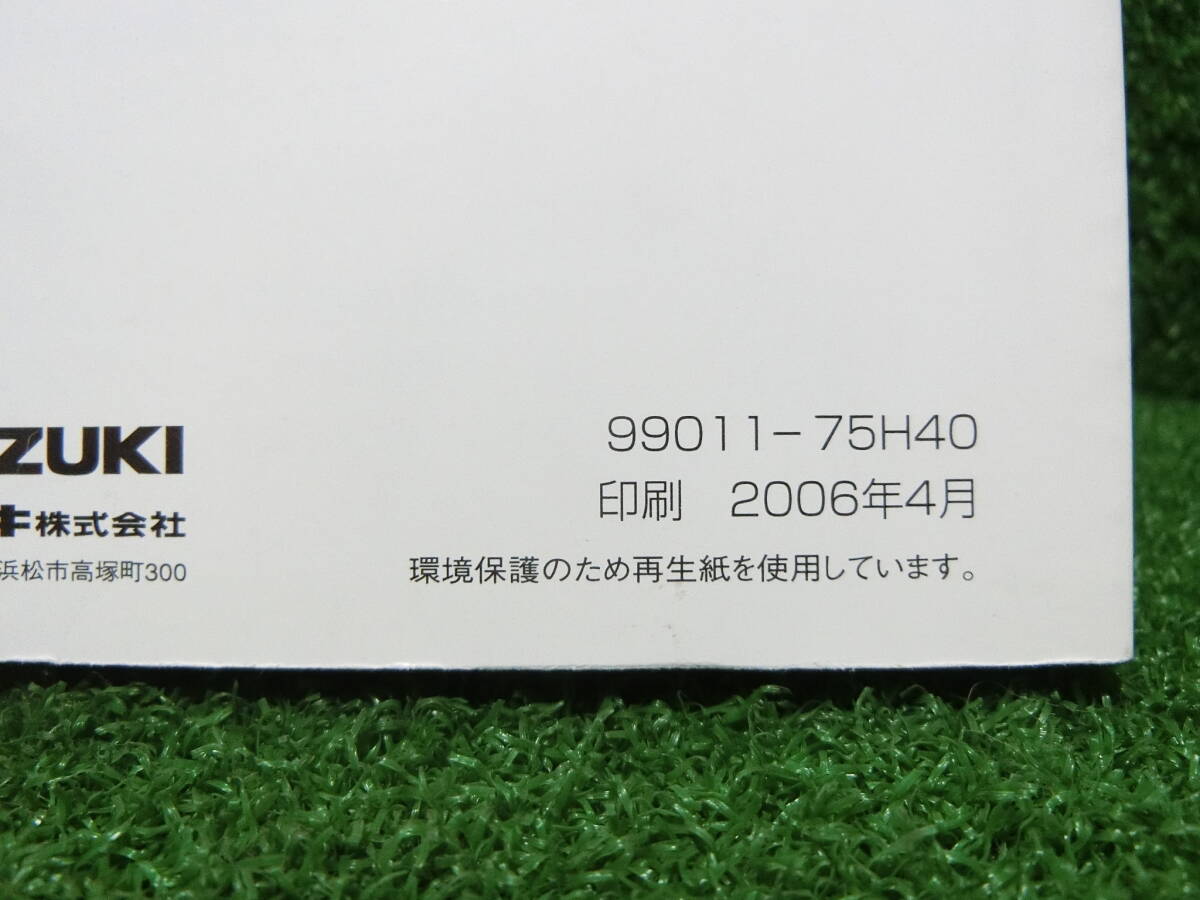 ZUKI
キ株式会社
浜松市高塚町300
99011-75H40
印刷　2006年4月
環境保護のため再生紙を使用しています。